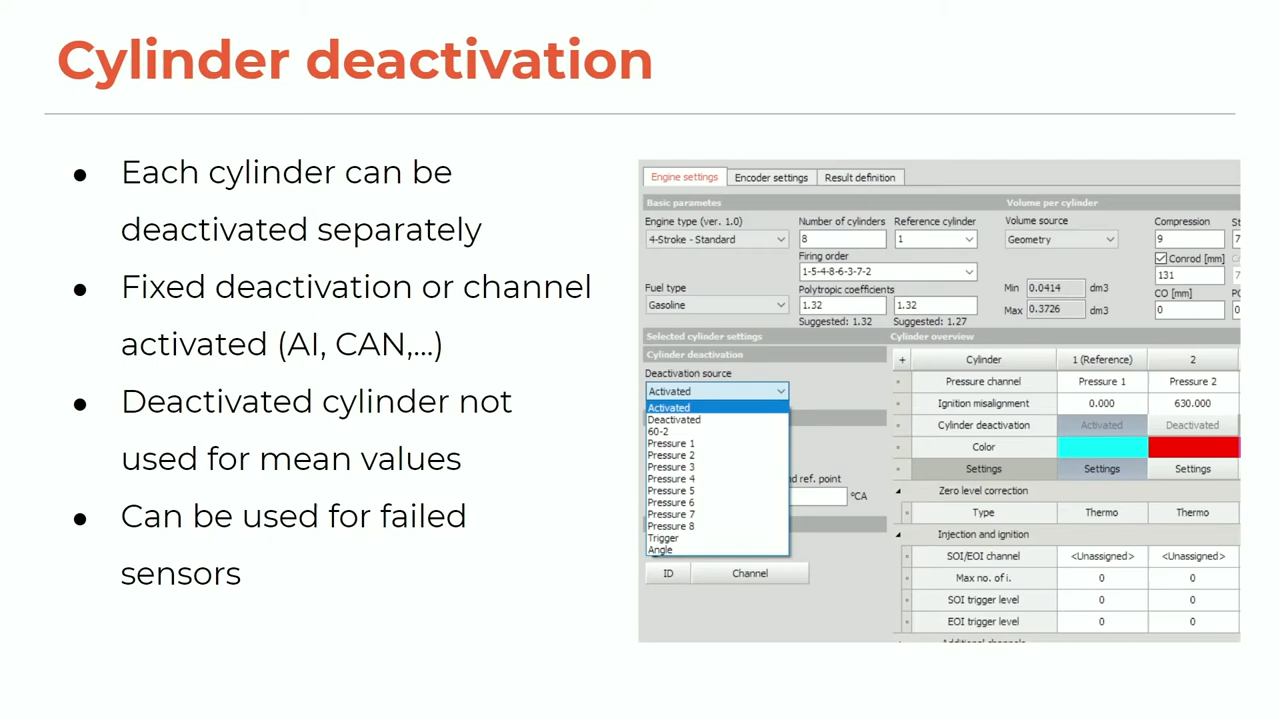 Cylinder deactivation
● Each cylinder can be
deactivated separately
● Fixed deactivation or channel
activated (AI, CAN,...)
● Deactivated cylinder not
used for mean values
● Can be used for failed
sensors
Engine settings Encoder settings Result definition
Basic parametes Volume per cylinder
Engine type (ver. 1.0) Number of cylinders Reference cylinder Volume source Compression
4-Stroke - Standard 8 1 Geometry 9 7
Firing order Conrod [mm]
1-5-4-8-6-3-7-2 131 7
Fuel type Polytropic coefficients Min 0.0414 dm3 CO [mm]
Gasoline 1.32 1.32 Max 0.3726 dm3 0 0
Suggested: 1.32 Suggested: 1.27
Selected cylinder settings Cylinder overview
Cylinder deactivation + Cylinder 1 (Reference) 2
Deactivation source
Activated Pressure channel Pressure 1 Pressure 2
Activated Ignition misalignment 0.000 630.000
Deactivated Cylinder deactivation Activated Deactivated
60-2
Pressure 1 Color
Pressure 2
Pressure 3 Settings Settings Settings
Pressure 4 ref. point
Pressure 5 Zero level correction
Pressure 6 °CA
Pressure 7 Type Thermo Thermo
Pressure 8 Injection and ignition
Trigger
Angle SOI/EOI channel <Unassigned> <Unassigned>
ID Channel Max no. of i. 0 0
SOI trigger level 0 0
EOI trigger level 0 0